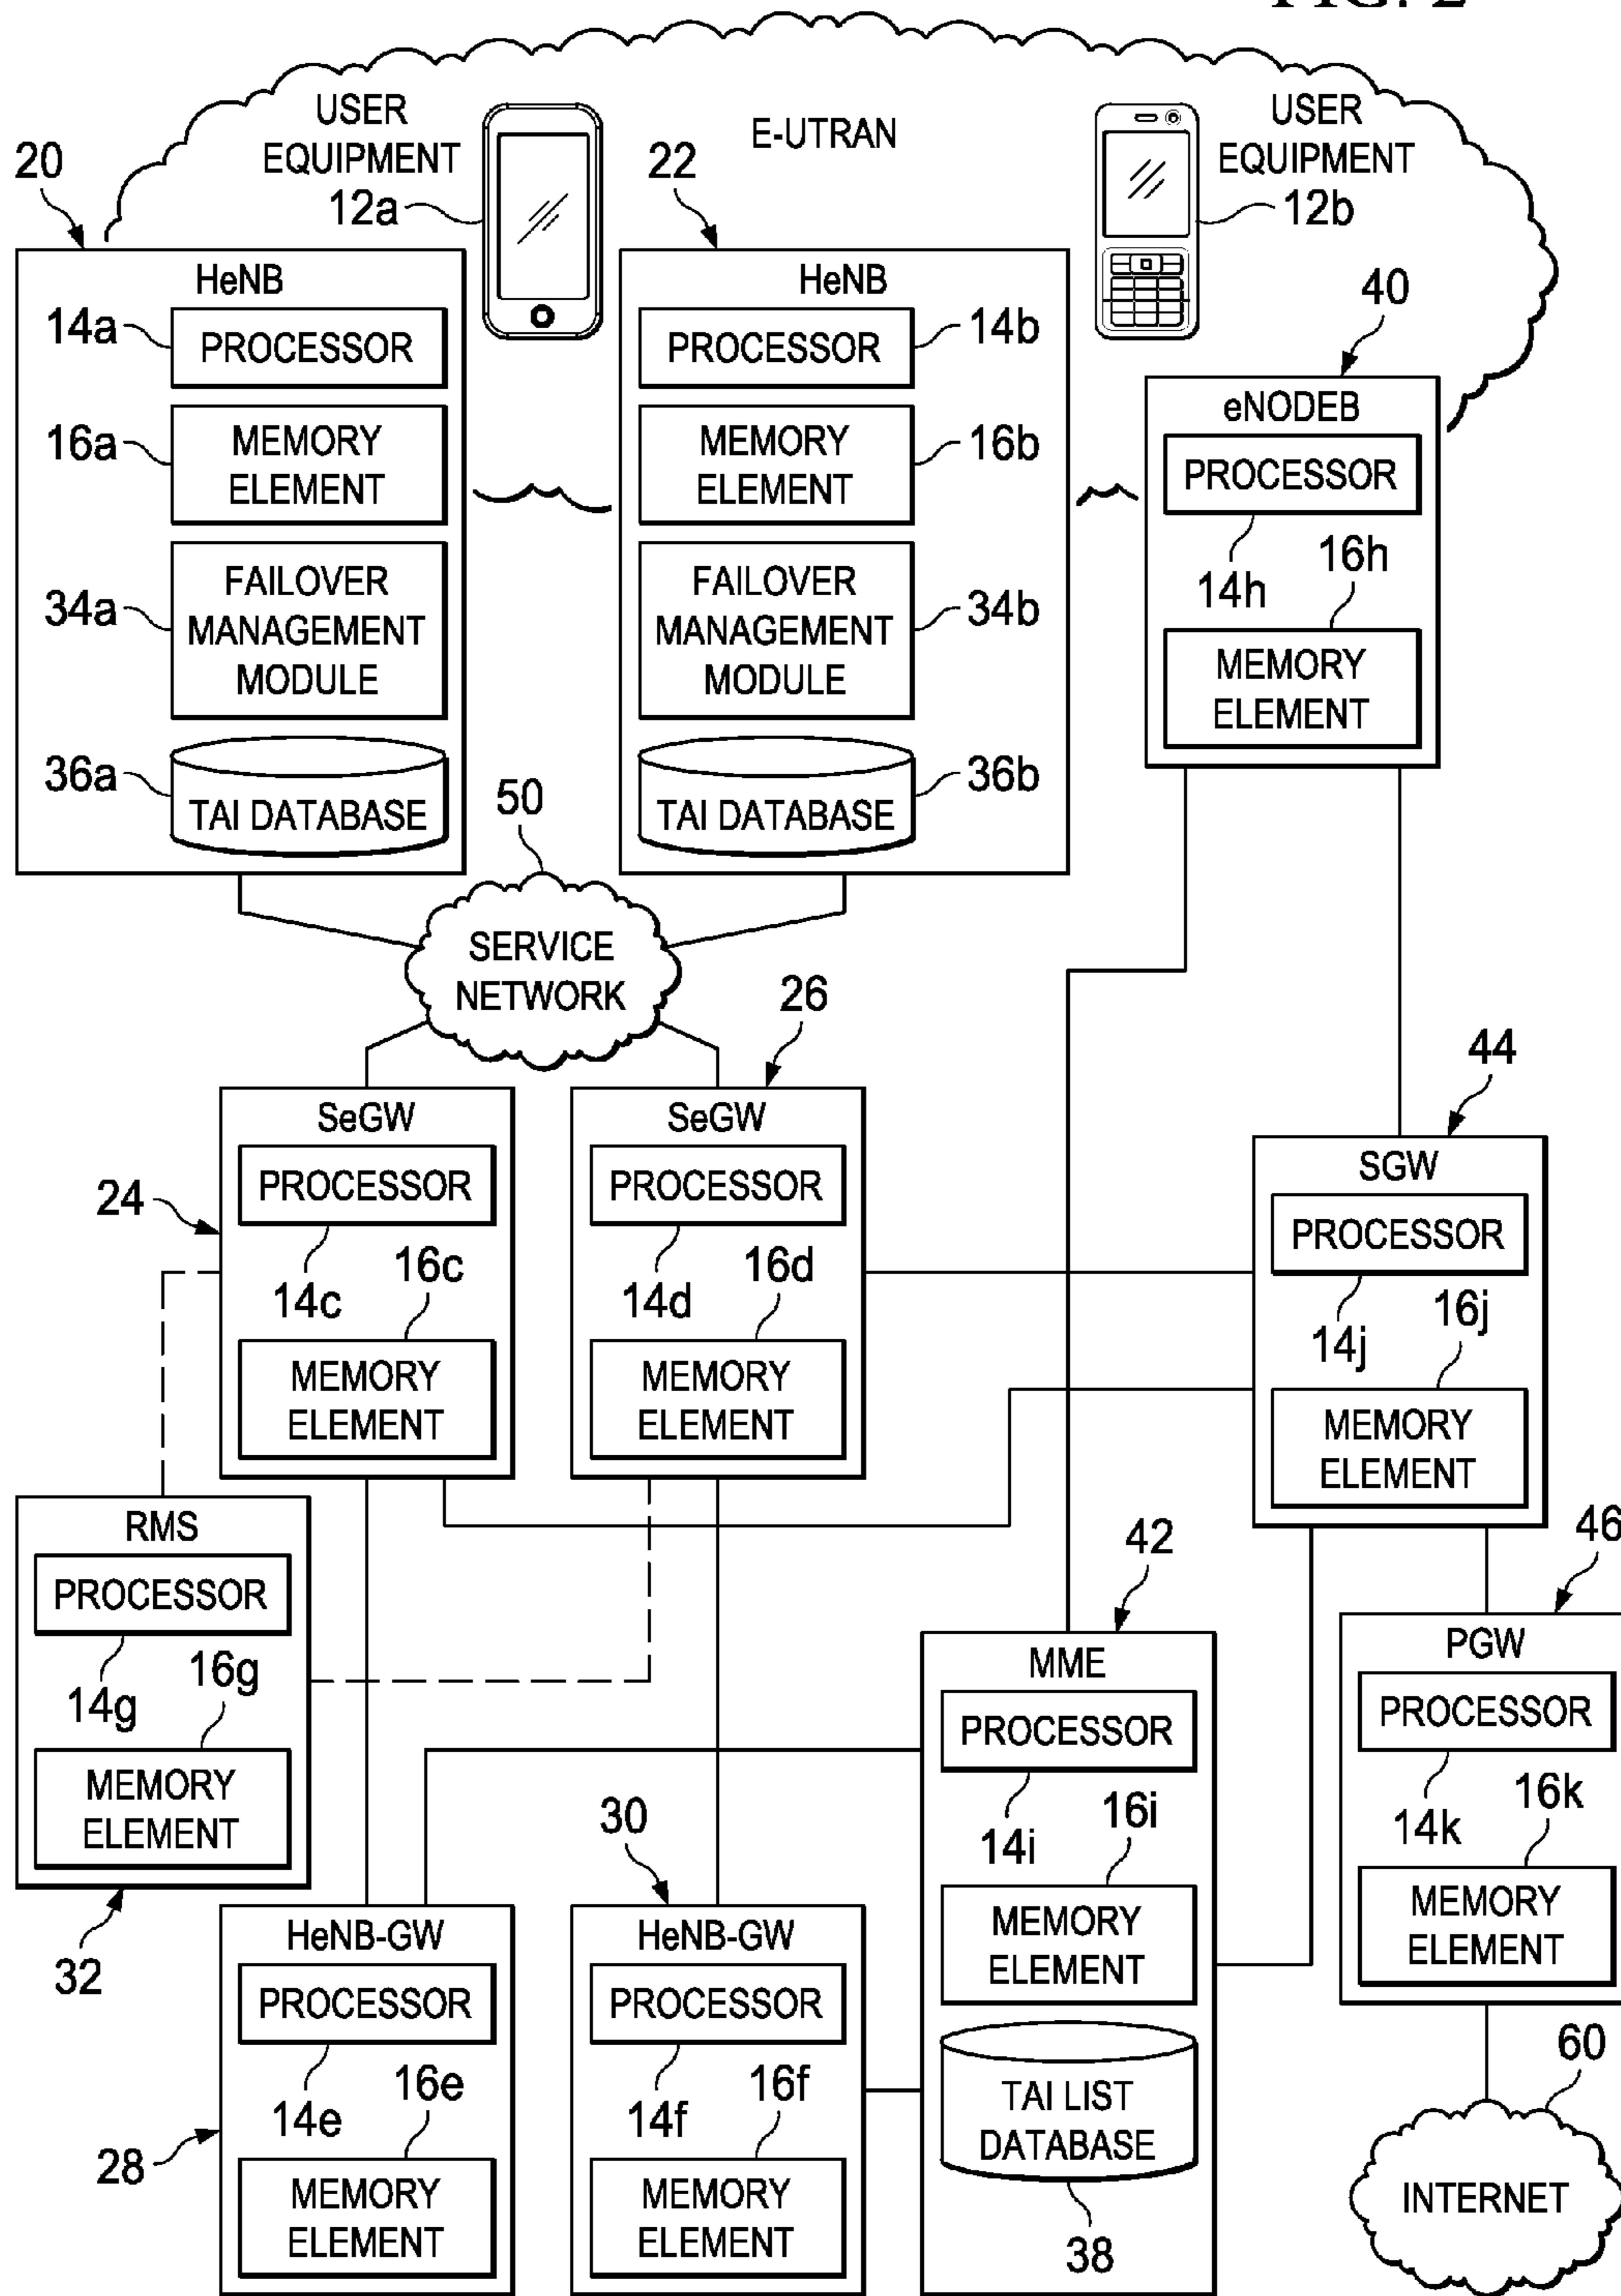 FIG. 2
USER
EQUIPMENT
12a
E-UTRAN
USER
EQUIPMENT
12b
20
HeNB
14a
PROCESSOR
16a
MEMORY
ELEMENT
34a
FAILOVER
MANAGEMENT
MODULE
36a
TAI DATABASE
22
HeNB
PROCESSOR
14b
MEMORY
ELEMENT
16b
FAILOVER
MANAGEMENT
MODULE
34b
TAI DATABASE
36b
40
eNODEB
PROCESSOR
14h
16h
MEMORY
ELEMENT
50
SERVICE
NETWORK
24
SeGW
PROCESSOR
14c
16c
MEMORY
ELEMENT
26
SeGW
PROCESSOR
14d
16d
MEMORY
ELEMENT
44
SGW
PROCESSOR
14j
16j
MEMORY
ELEMENT
RMS
PROCESSOR
14g
16g
MEMORY
ELEMENT
32
42
MME
PROCESSOR
14i
16i
MEMORY
ELEMENT
TAI LIST
DATABASE
38
46
PGW
PROCESSOR
14k
16k
MEMORY
ELEMENT
28
HeNB-GW
PROCESSOR
14e
16e
MEMORY
ELEMENT
30
HeNB-GW
PROCESSOR
14f
16f
MEMORY
ELEMENT
60
INTERNET